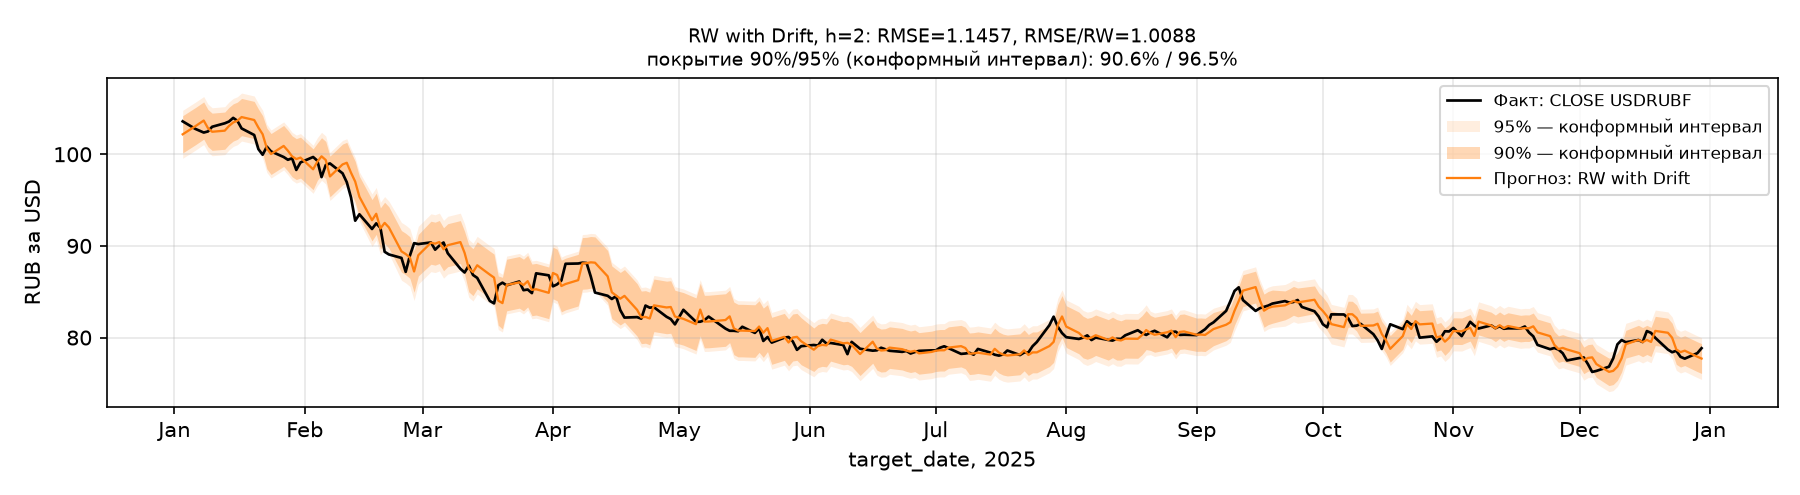 RW with Drift, h=2: RMSE=1.1457, RMSE/RW=1.0088
покрытие 90%/95% (конформный интервал): 90.6% / 96.5%
Факт: CLOSE USDRUBF
95% — конформный интервал
90% — конформный интервал
Прогноз: RW with Drift
RUB за USD
100
90
80
Jan Feb Mar Apr May Jun Jul Aug Sep Oct Nov Dec Jan
target_date, 2025